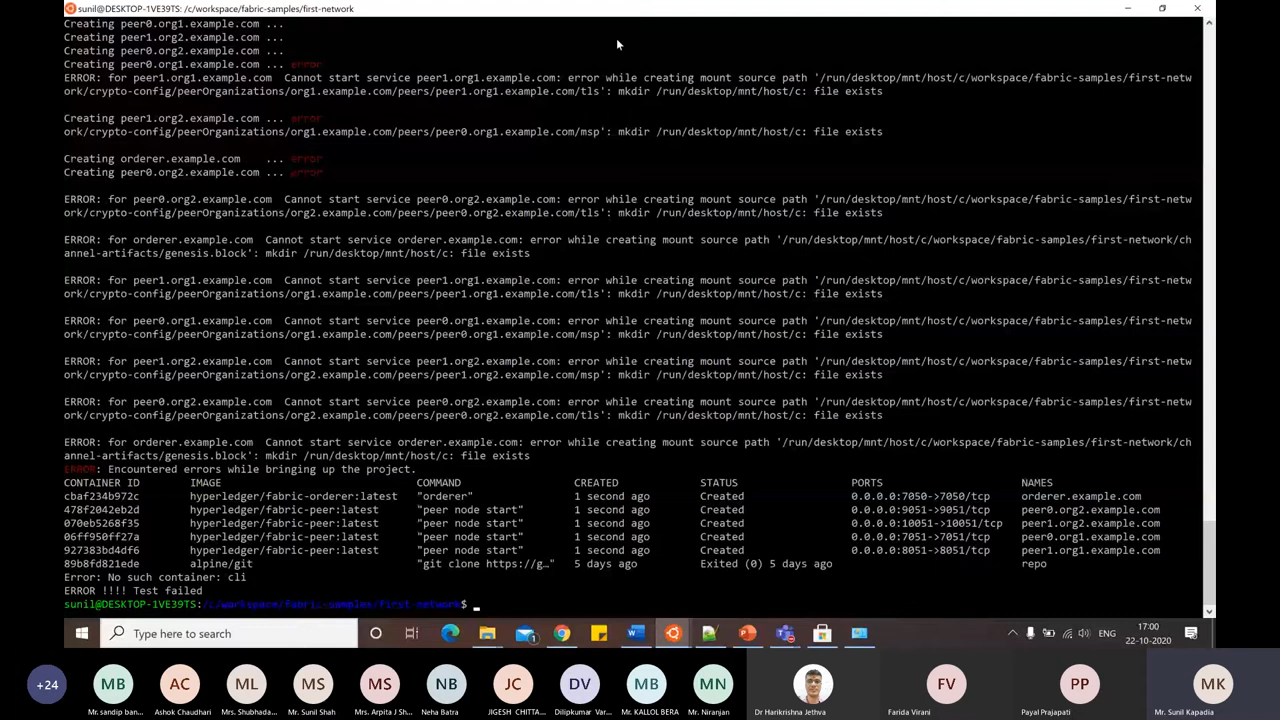 sunil@DESKTOP-1VE39TS: /c/workspace/fabric-samples/first-network
Creating peer0.org1.example.com ...
Creating peer1.org2.example.com ...
Creating peer0.org2.example.com ...
Creating peer0.org1.example.com ... error
ERROR: for peer1.org1.example.com  Cannot start service peer1.org1.example.com: error while creating mount source path '/run/desktop/mnt/host/c/workspace/fabric-samples/first-netw
ork/crypto-config/peerOrganizations/org1.example.com/peers/peer1.org1.example.com/tls': mkdir /run/desktop/mnt/host/c: file exists
Creating peer1.org2.example.com ... error
ork/crypto-config/peerOrganizations/org1.example.com/peers/peer0.org1.example.com/msp': mkdir /run/desktop/mnt/host/c: file exists
Creating orderer.example.com    ... error
Creating peer0.org2.example.com ... error
ERROR: for peer0.org2.example.com  Cannot start service peer0.org2.example.com: error while creating mount source path '/run/desktop/mnt/host/c/workspace/fabric-samples/first-netw
ork/crypto-config/peerOrganizations/org2.example.com/peers/peer0.org2.example.com/tls': mkdir /run/desktop/mnt/host/c: file exists
ERROR: for orderer.example.com  Cannot start service orderer.example.com: error while creating mount source path '/run/desktop/mnt/host/c/workspace/fabric-samples/first-network/ch
annel-artifacts/genesis.block': mkdir /run/desktop/mnt/host/c: file exists
ERROR: for peer1.org1.example.com  Cannot start service peer1.org1.example.com: error while creating mount source path '/run/desktop/mnt/host/c/workspace/fabric-samples/first-netw
ork/crypto-config/peerOrganizations/org1.example.com/peers/peer1.org1.example.com/tls': mkdir /run/desktop/mnt/host/c: file exists
ERROR: for peer0.org1.example.com  Cannot start service peer0.org1.example.com: error while creating mount source path '/run/desktop/mnt/host/c/workspace/fabric-samples/first-netw
ork/crypto-config/peerOrganizations/org1.example.com/peers/peer0.org1.example.com/msp': mkdir /run/desktop/mnt/host/c: file exists
ERROR: for peer1.org2.example.com  Cannot start service peer1.org2.example.com: error while creating mount source path '/run/desktop/mnt/host/c/workspace/fabric-samples/first-netw
ork/crypto-config/peerOrganizations/org2.example.com/peers/peer1.org2.example.com/msp': mkdir /run/desktop/mnt/host/c: file exists
ERROR: for peer0.org2.example.com  Cannot start service peer0.org2.example.com: error while creating mount source path '/run/desktop/mnt/host/c/workspace/fabric-samples/first-netw
ork/crypto-config/peerOrganizations/org2.example.com/peers/peer0.org2.example.com/tls': mkdir /run/desktop/mnt/host/c: file exists
ERROR: for orderer.example.com  Cannot start service orderer.example.com: error while creating mount source path '/run/desktop/mnt/host/c/workspace/fabric-samples/first-network/ch
annel-artifacts/genesis.block': mkdir /run/desktop/mnt/host/c: file exists
ERROR: Encountered errors while bringing up the project.
CONTAINER ID IMAGE COMMAND CREATED STATUS PORTS NAMES
cbaf234b972c hyperledger/fabric-orderer:latest "orderer" 1 second ago Created 0.0.0.0:7050->7050/tcp orderer.example.com
478f2042eb2d hyperledger/fabric-peer:latest "peer node start" 1 second ago Created 0.0.0.0:9051->9051/tcp peer0.org2.example.com
070eb5268f35 hyperledger/fabric-peer:latest "peer node start" 1 second ago Created 0.0.0.0:10051->10051/tcp peer1.org2.example.com
06ff950ff27a hyperledger/fabric-peer:latest "peer node start" 1 second ago Created 0.0.0.0:7051->7051/tcp peer0.org1.example.com
927383bd4df6 hyperledger/fabric-peer:latest "peer node start" 1 second ago Created 0.0.0.0:8051->8051/tcp peer1.org1.example.com
89b8fd821ede alpine/git "git clone https://g…" 5 days ago Exited (0) 5 days ago repo
Error: No such container: cli
ERROR !!!! Test failed
sunil@DESKTOP-1VE39TS:/c/workspace/fabric-samples/first-network$
Type here to search
ENG
17:00
22-10-2020
+24 MB AC ML MS MS NB JC DV MB MN FV PP MK
Mr. sandip ban... Ashok Chaudhari Mrs. Shubhada... Mr. Sunil Shah Mrs. Arpita J Sh... Neha Batra JIGESH CHITTA... Dilipkumar Var... Mr. KALLOL BERA Mr. Niranjan Dr Harikrishna Jethva Farida Virani Payal Prajapati Mr. Sunil Kapadia